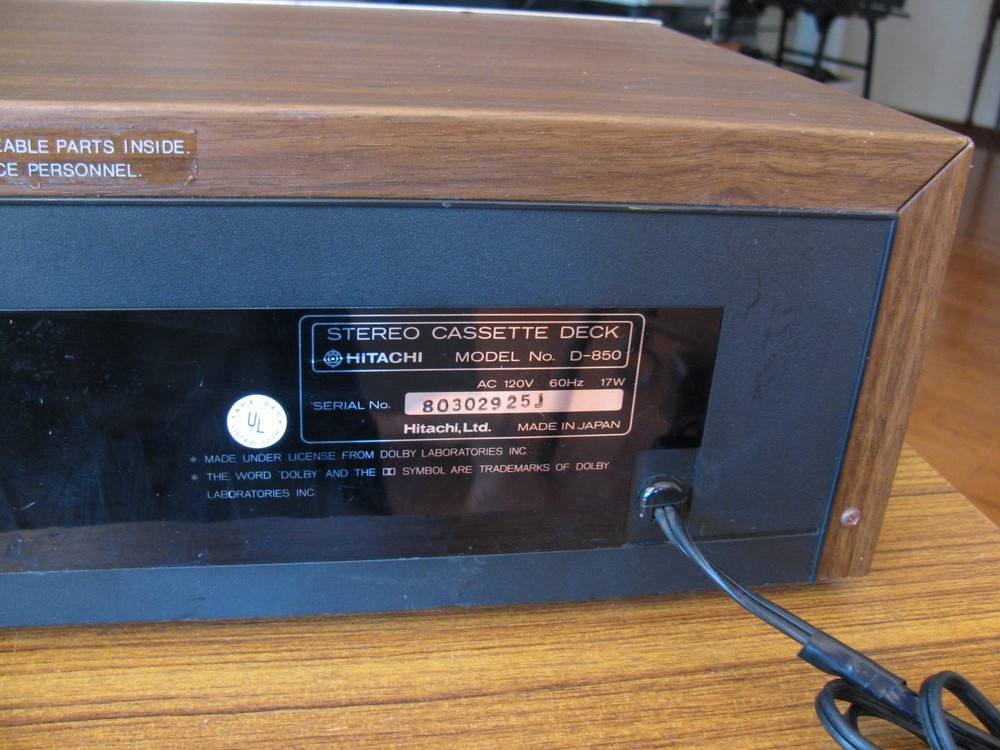 EABLE PARTS INSIDE.
CE PERSONNEL.
STEREO CASSETTE DECK
HITACHI MODEL No. D-850
AC 120V 60Hz 17W
SERIAL No. 80302925J
Hitachi, Ltd. MADE IN JAPAN
TAPE DECK
UL
* MADE UNDER LICENSE FROM DOLBY LABORATORIES INC.
* THE WORD "DOLBY" AND THE SYMBOL ARE TRADEMARKS OF DOLBY
LABORATORIES INC.